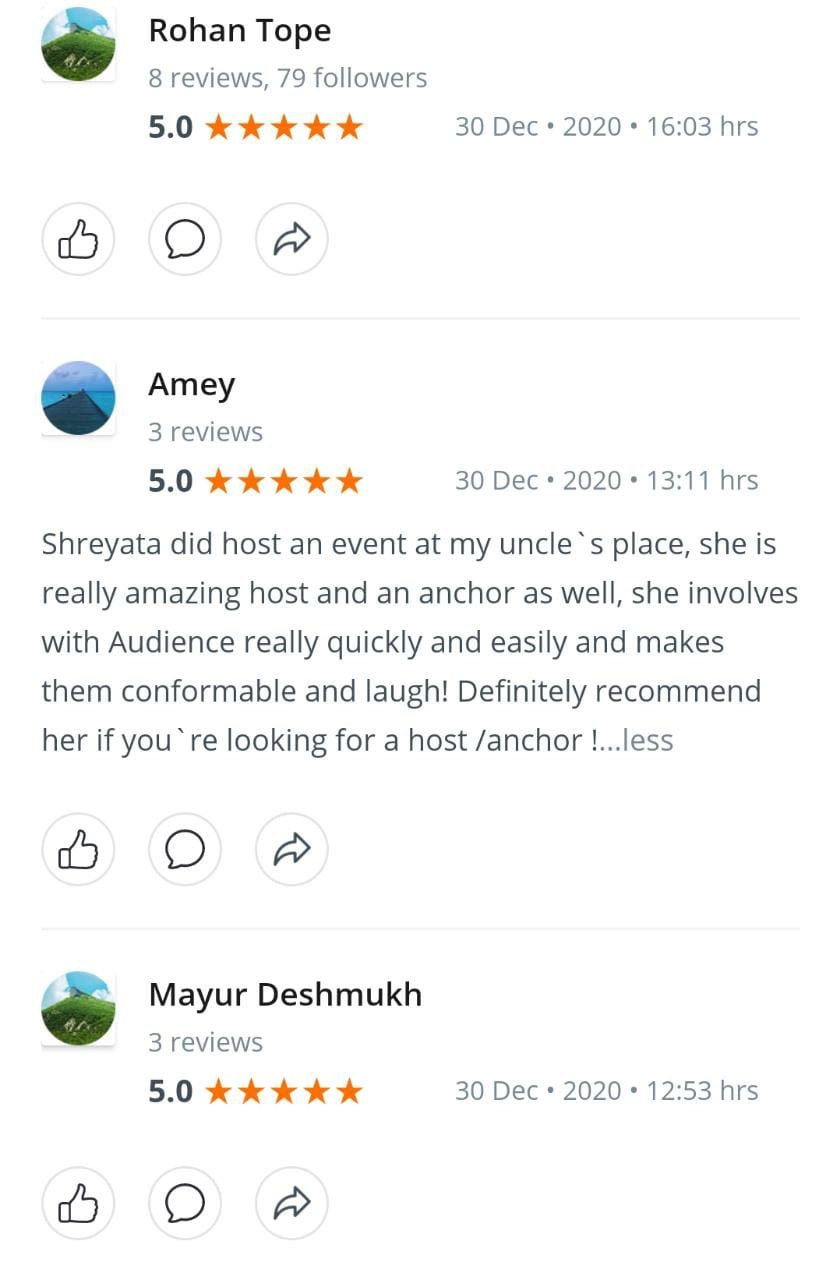 Rohan Tope
8 reviews, 79 followers
5.0 ★★★★★ 30 Dec • 2020 • 16:03 hrs
Amey
3 reviews
5.0 ★★★★★ 30 Dec • 2020 • 13:11 hrs
Shreyata did host an event at my uncle`s place, she is
really amazing host and an anchor as well, she involves
with Audience really quickly and easily and makes
them conformable and laugh! Definitely recommend
her if you`re looking for a host /anchor !...less
Mayur Deshmukh
3 reviews
5.0 ★★★★★ 30 Dec • 2020 • 12:53 hrs